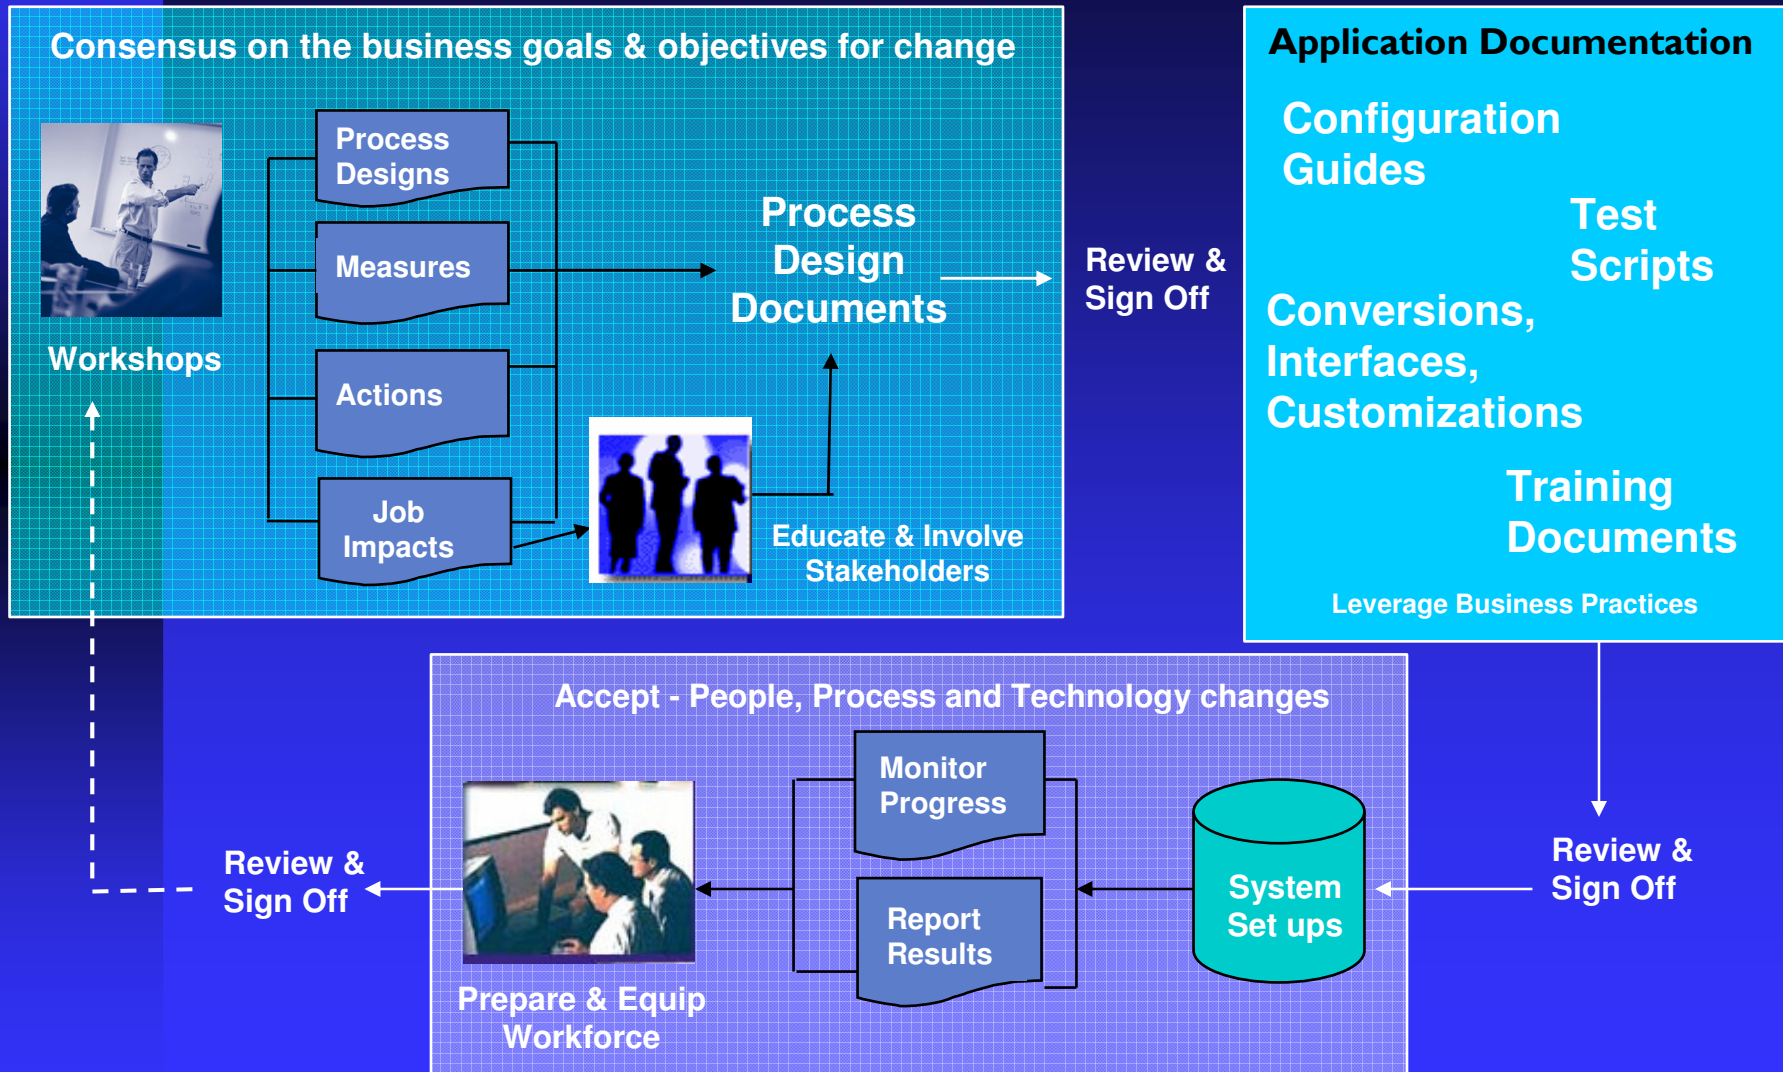 Consensus on the business goals & objectives for change
Process
Designs
Measures
Actions
Job
Impacts
Workshops
Process
Design
Documents
Educate & Involve
Stakeholders
Review &
Sign Off
Application Documentation
Configuration
Guides
Test
Scripts
Conversions,
Interfaces,
Customizations
Training
Documents
Leverage Business Practices
Review &
Sign Off
Accept - People, Process and Technology changes
System
Set ups
Monitor
Progress
Report
Results
Prepare & Equip
Workforce
Review &
Sign Off